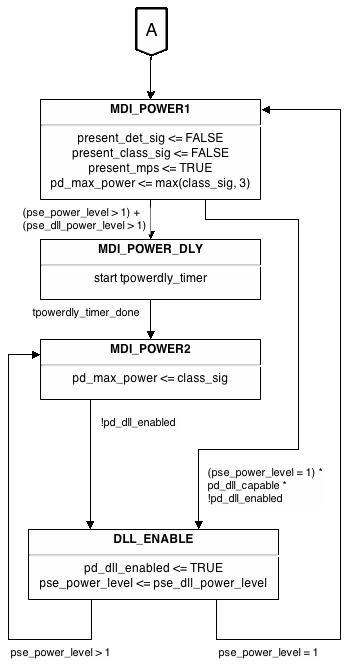 A
MDI_POWER1
present_det_sig <= FALSE
present_class_sig <= FALSE
present_mps <= TRUE
pd_max_power <= max(class_sig, 3)
(pse_power_level > 1) +
(pse_dll_power_level > 1)
MDI_POWER_DLY
start tpowerdly_timer
tpowerdly_timer_done
MDI_POWER2
pd_max_power <= class_sig
!pd_dll_enabled
(pse_power_level = 1) *
pd_dll_capable *
!pd_dll_enabled
DLL_ENABLE
pd_dll_enabled <= TRUE
pse_power_level <= pse_dll_power_level
pse_power_level > 1
pse_power_level = 1